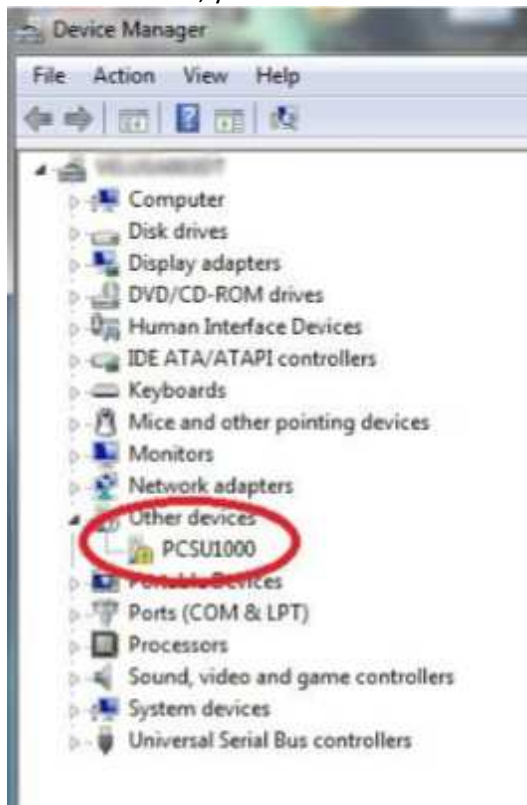 Device Manager
File Action View Help
Computer
Disk drives
Display adapters
DVD/CD-ROM drives
Human Interface Devices
IDE ATA/ATAPI controllers
Keyboards
Mice and other pointing devices
Monitors
Network adapters
Other devices
PCSU1000
Portable Devices
Ports (COM & LPT)
Processors
Sound, video and game controllers
System devices
Universal Serial Bus controllers